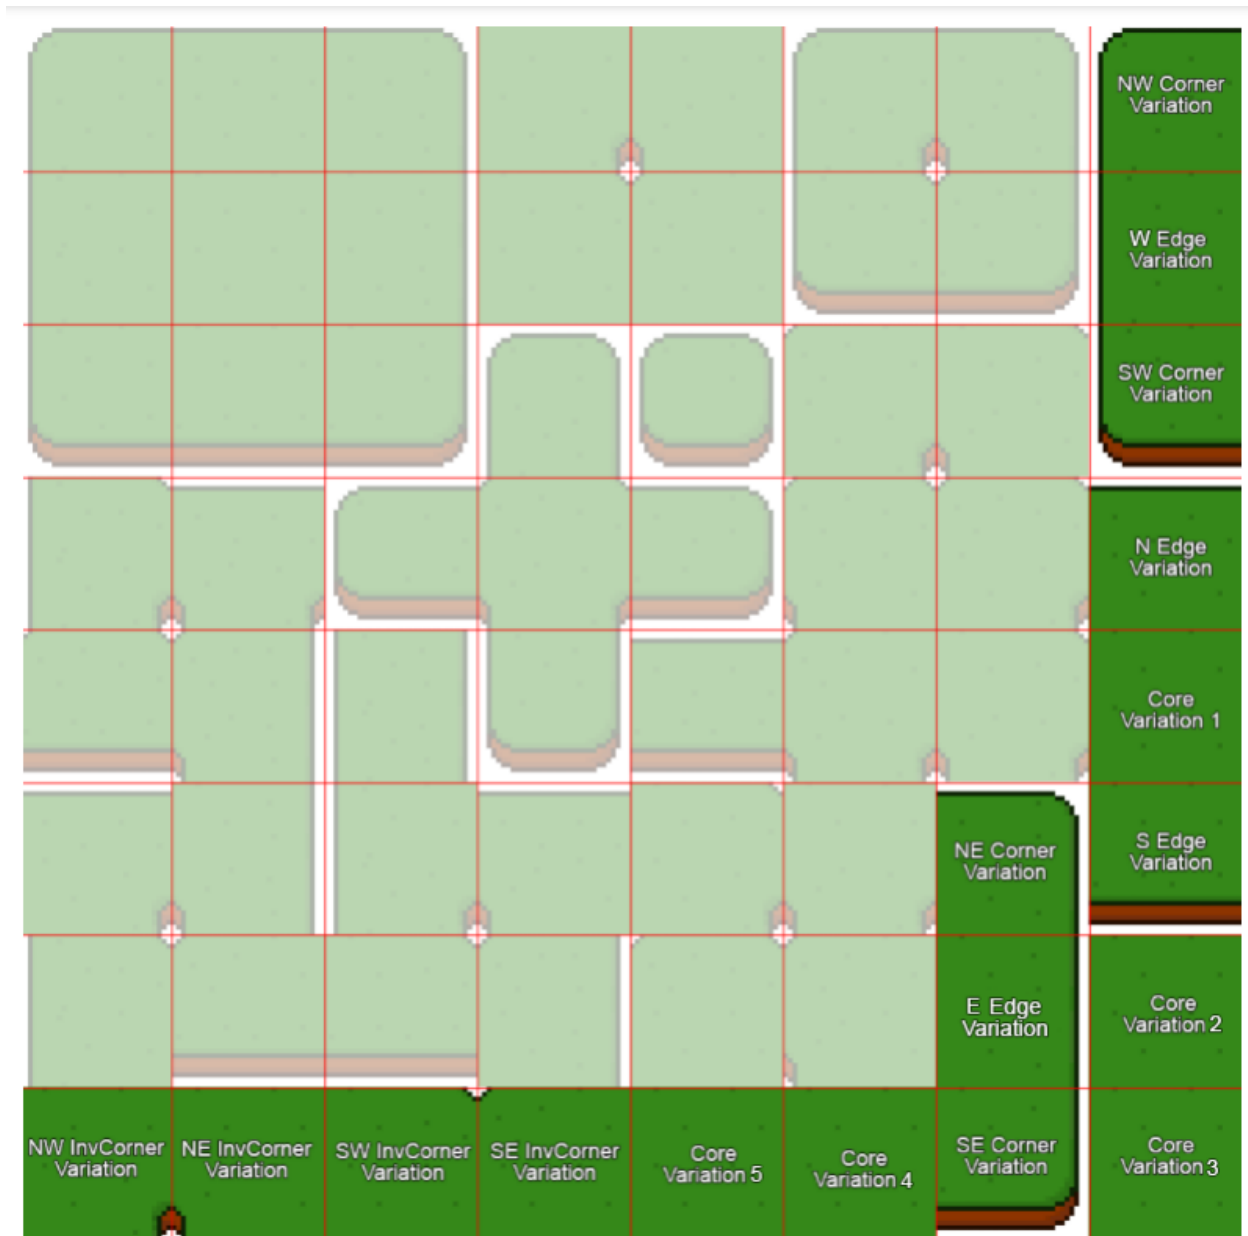 NW Corner
Variation
W Edge
Variation
SW Corner
Variation
N Edge
Variation
Core
Variation 1
NE Corner
Variation
S Edge
Variation
E Edge
Variation
Core
Variation 2
NW InvCorner
Variation
NE InvCorner
Variation
SW InvCorner
Variation
SE InvCorner
Variation
Core
Variation 5
Core
Variation 4
SE Corner
Variation
Core
Variation 3